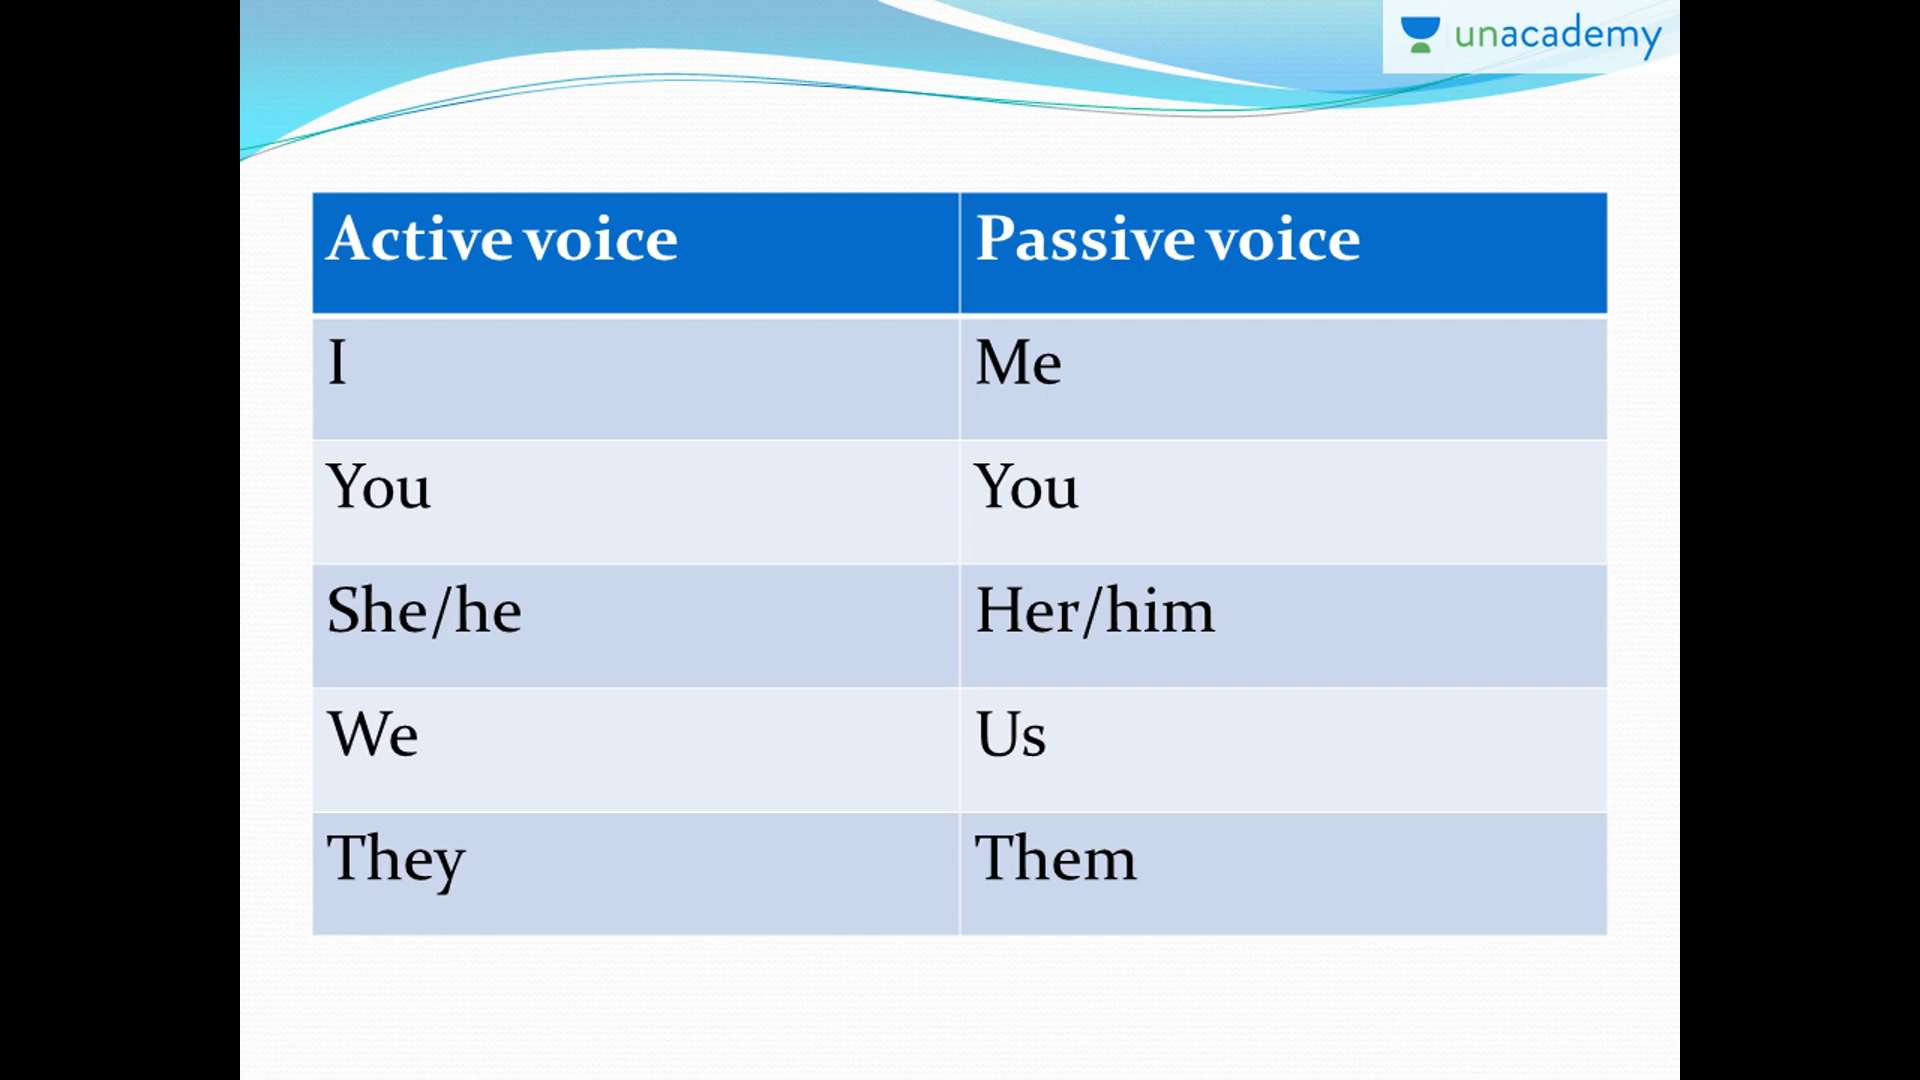 unacademy
Active voice Passive voice
I Me
You You
She/he Her/him
We Us
They Them